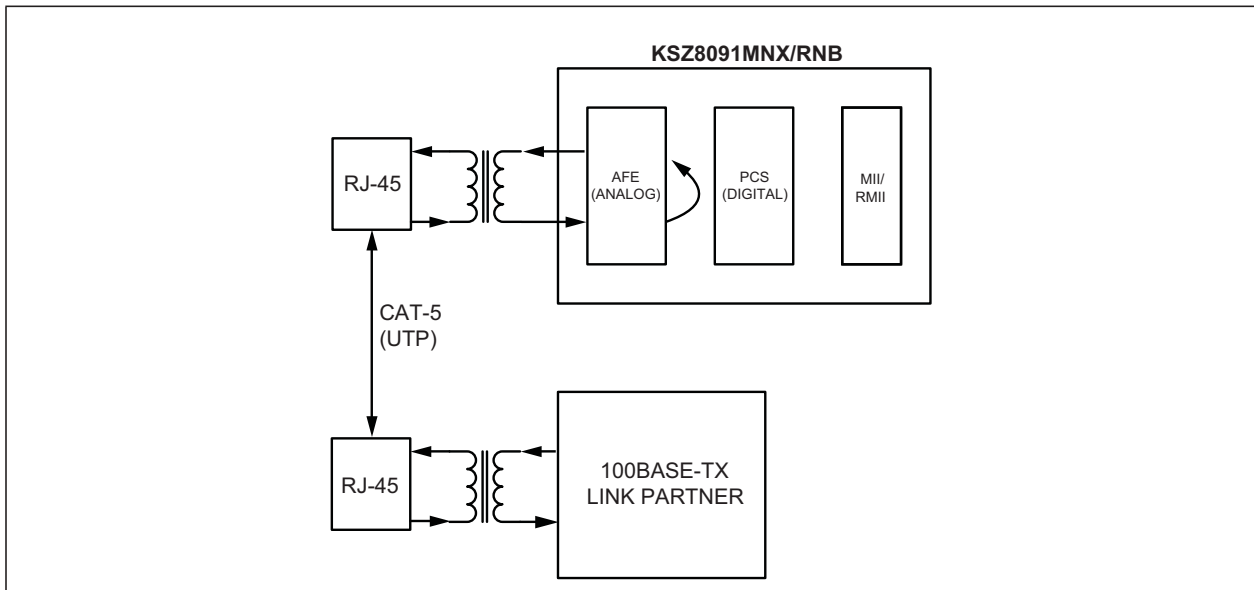 KSZ8091MNX/RNB
RJ-45
AFE
(ANALOG)
PCS
(DIGITAL)
MII/
RMII
CAT-5
(UTP)
RJ-45
100BASE-TX
LINK PARTNER